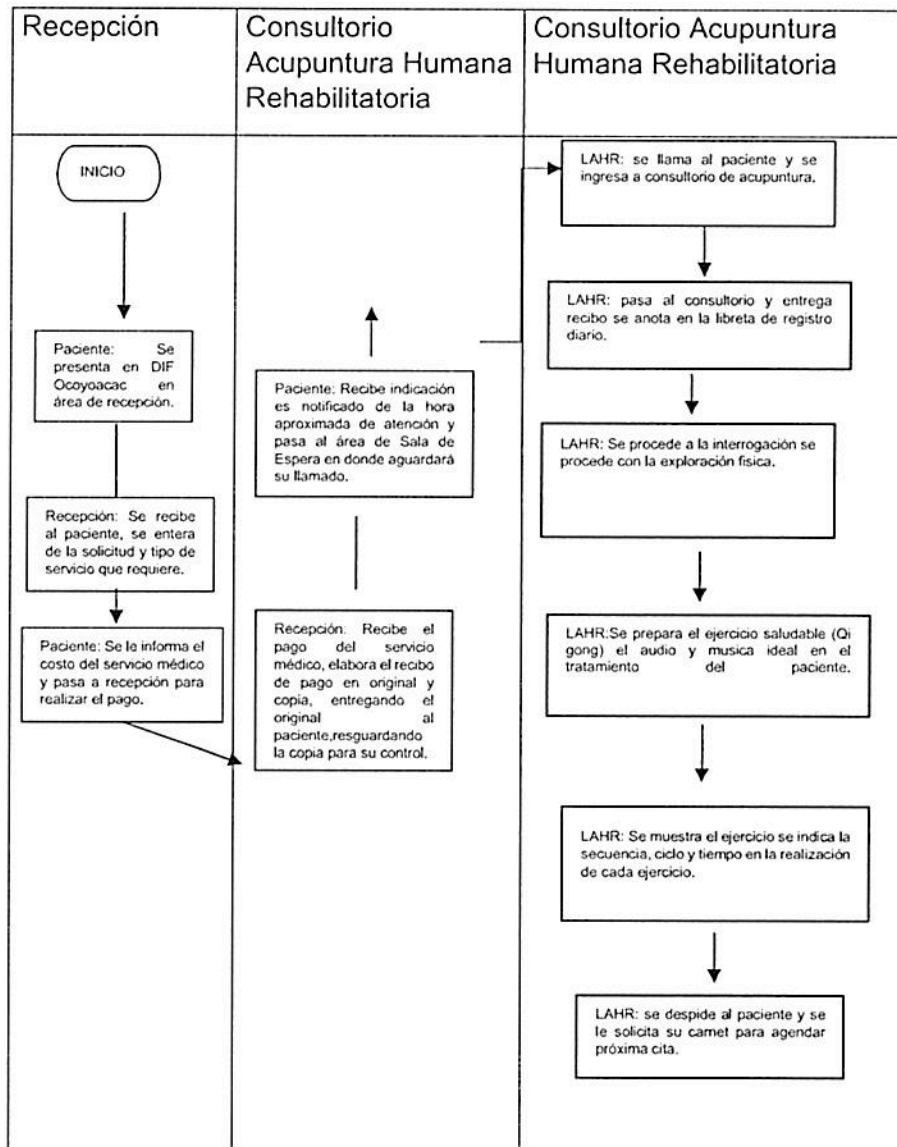 Recepción
Consultorio
Acupuntura Humana
Rehabilitatoria
Consultorio Acupuntura
Humana Rehabilitatoria
INICIO
Paciente: Se
presenta en DIF
Ocoyoacac en
área de recepción.
Recepción: Se recibe
al paciente, se entera
de la solicitud y tipo de
servicio que requiere.
Paciente: Se le informa el
costo del servicio médico
y pasa a recepción para
realizar el pago.
Recepción: Recibe el
pago del servicio
médico, elabora el recibo
de pago en original y
copia, entregando el
original al
paciente,resguardando
la copia para su control.
Paciente: Recibe indicación
es notificado de la hora
aproximada de atención y
pasa al área de Sala de
Espera en donde aguardará
su llamado.
LAHR: se llama al paciente y se
ingresa a consultorio de acupuntura.
LAHR: pasa al consultorio y entrega
recibo se anota en la libreta de registro
diario.
LAHR: Se procede a la interrogación se
procede con la exploración fisica.
LAHR:Se prepara el ejercicio saludable (Qi
gong) el audio y musica ideal en el
tratamiento del paciente.
LAHR: Se muestra el ejercicio se indica la
secuencia, ciclo y tiempo en la realización
de cada ejercicio.
LAHR: se despide al paciente y se
le solicita su carnet para agendar
próxima cita.